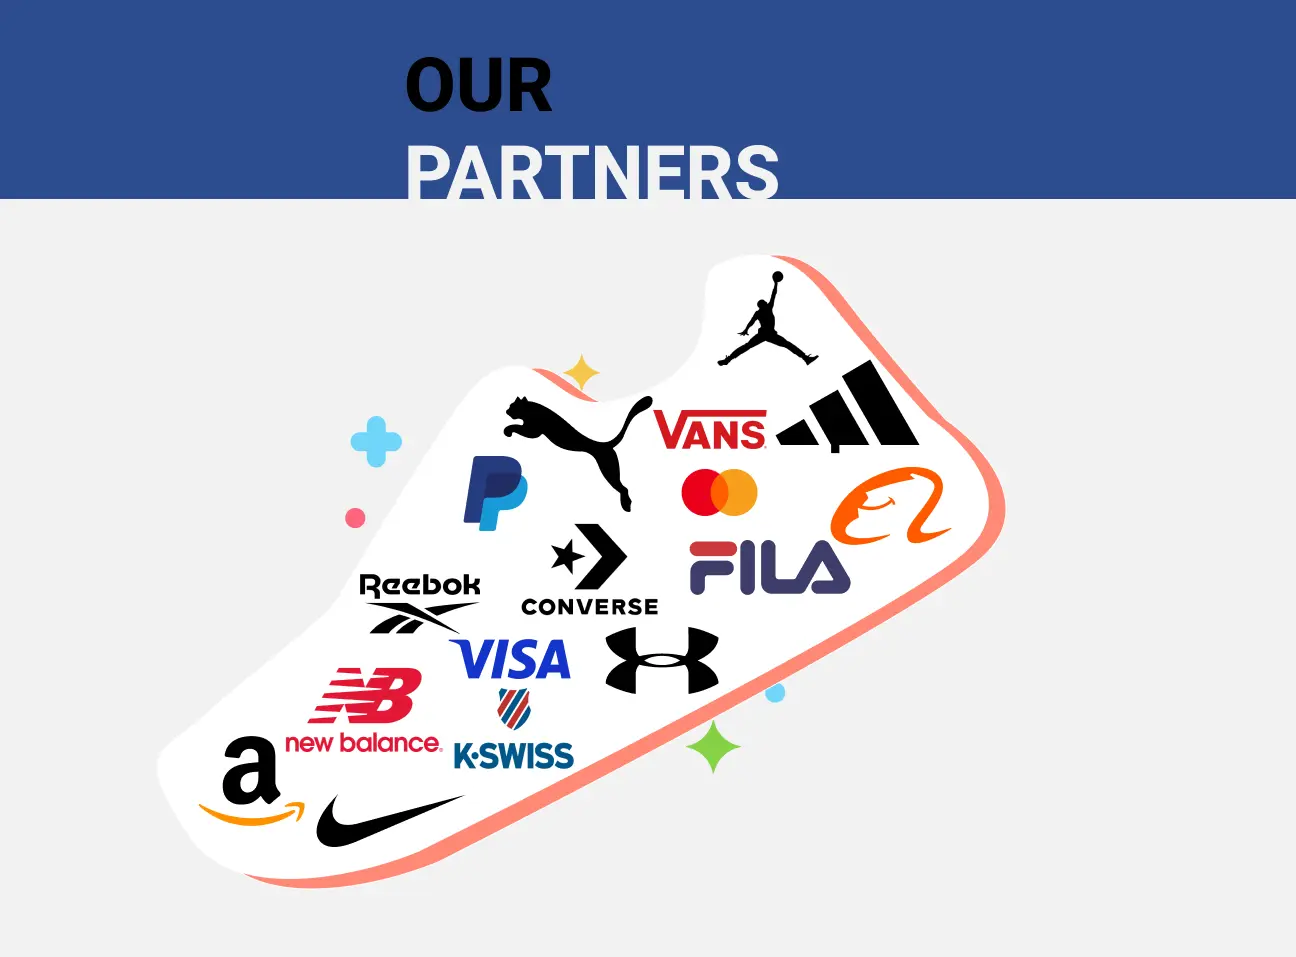 OUR
PARTNERS
VANS
Reebok
CONVERSE
FILA
VISA
new balance
K·SWISS
a